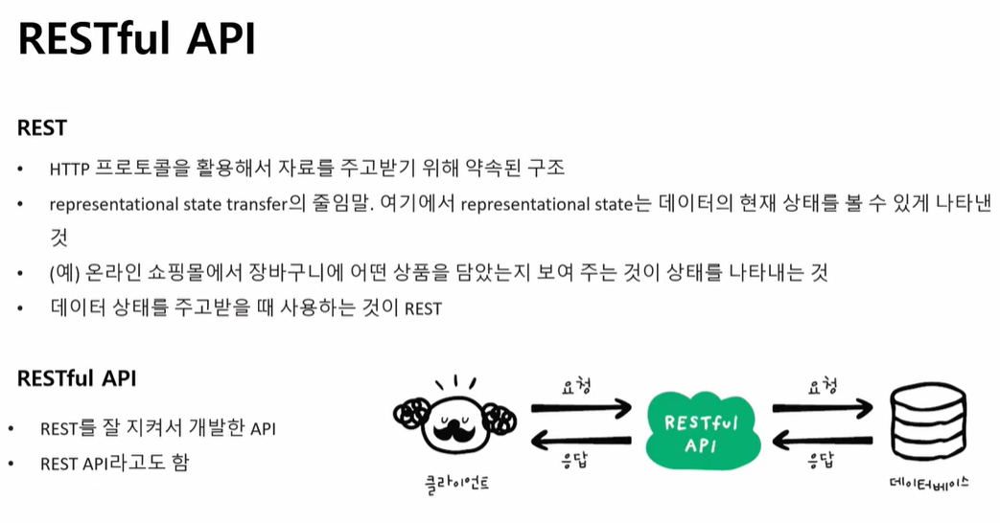 RESTful API
REST
• HTTP 프로토콜을 활용해서 자료를 주고받기 위해 약속된 구조
• representational state transfer의 줄임말. 여기에서 representational state는 데이터의 현재 상태를 볼 수 있게 나타낸
것
• (예) 온라인 쇼핑몰에서 장바구니에 어떤 상품을 담았는지 보여 주는 것이 상태를 나타내는 것
• 데이터 상태를 주고받을 때 사용하는 것이 REST
RESTful API
• REST를 잘 지켜서 개발한 API
• REST API라고도 함
요청
응답
클라이언트
RESTful
API
요청
응답
데이터베이스